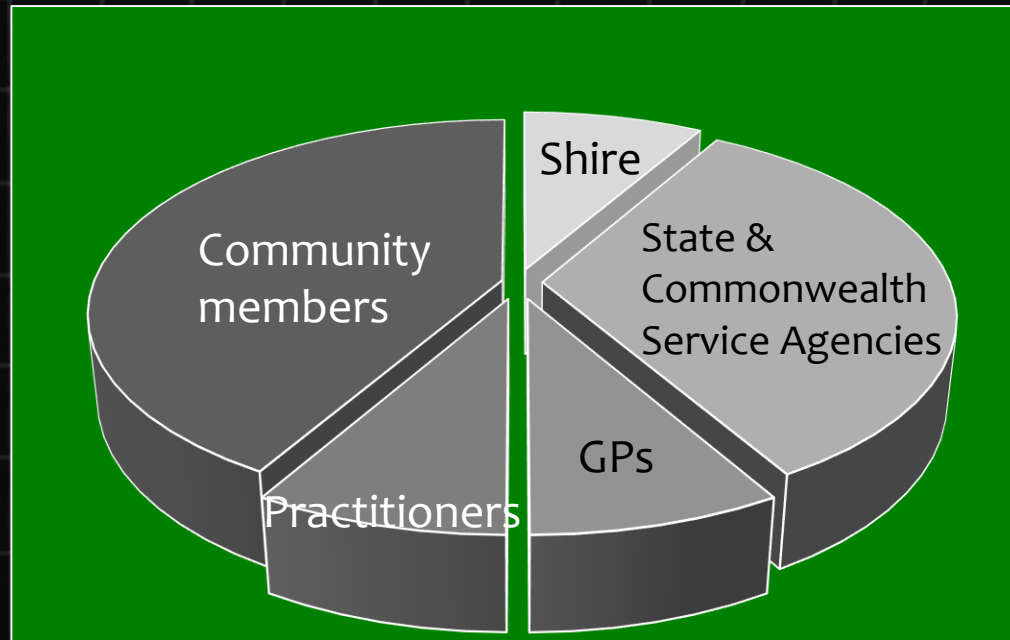 Shire
State &
Commonwealth
Service Agencies
Community
members
GPs
Practitioners